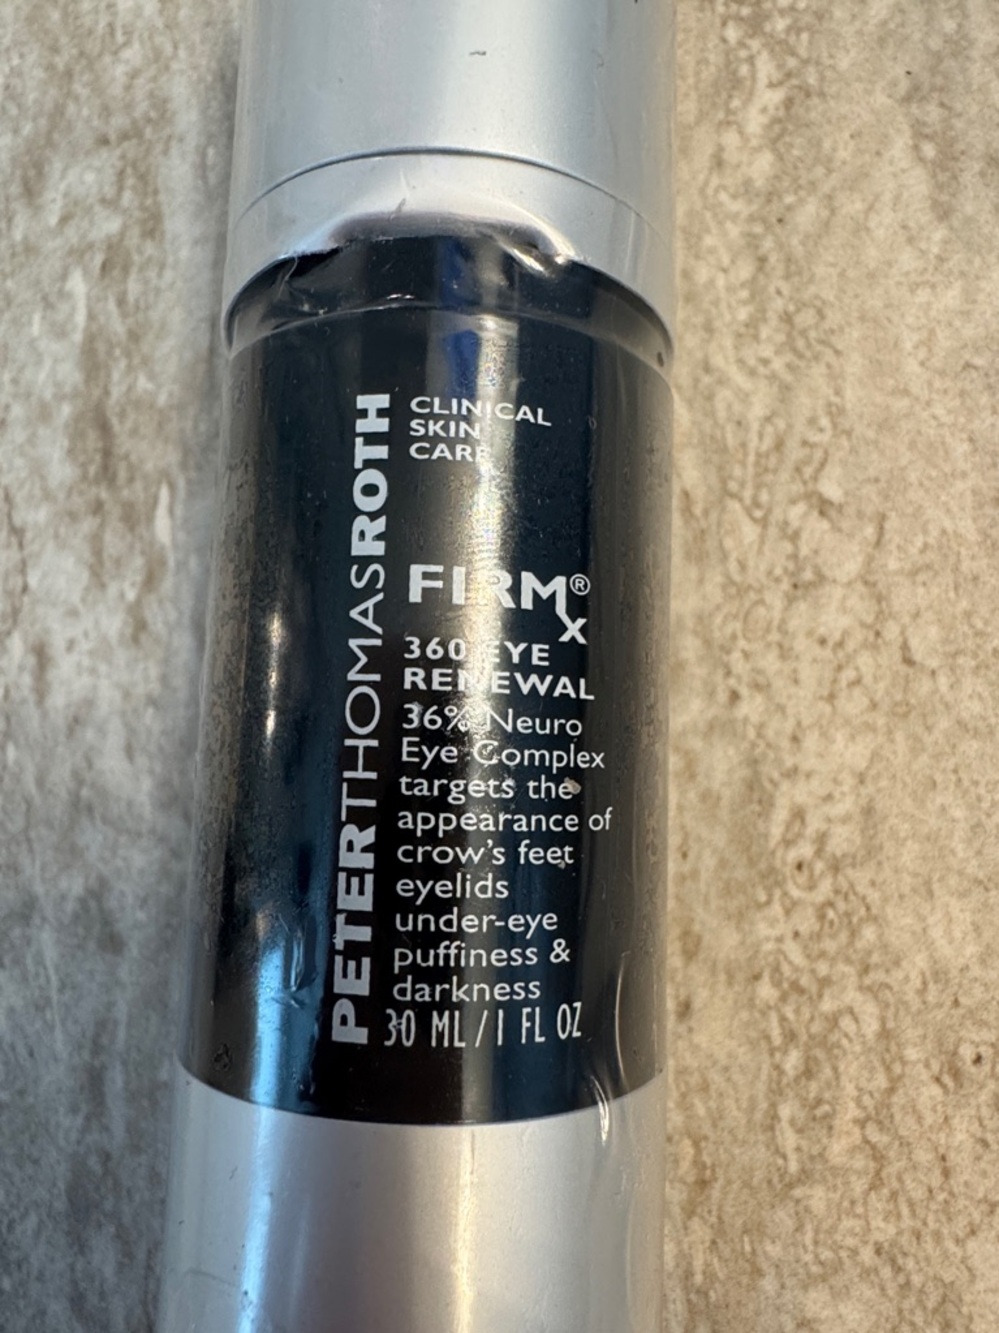 PETERTHOMASROTH
CLINICAL
SKIN
CARE
FIRMx®
360 EYE
RENEWAL
36% Neuro
Eye Complex
targets the
appearance of
crow's feet
eyelids
under-eye
puffiness &
darkness
30 ML / 1 FL OZ